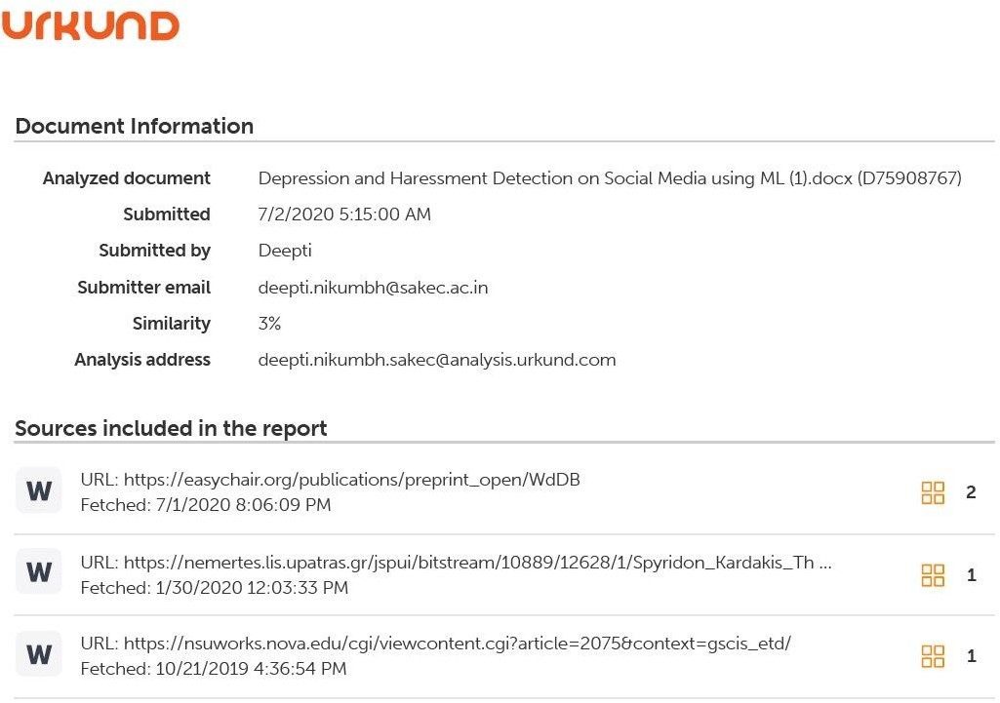 urkund
Document Information
Analyzed document Depression and Haressment Detection on Social Media using ML (1).docx (D75908767)
Submitted 7/2/2020 5:15:00 AM
Submitted by Deepti
Submitter email deepti.nikumbh@sakec.ac.in
Similarity 3%
Analysis address deepti.nikumbh.sakec@analysis.urkund.com
Sources included in the report
W
URL: https://easychair.org/publications/preprint_open/WdDB
Fetched: 7/1/2020 8:06:09 PM
2
W
URL: https://nemertes.lis.upatras.gr/jspui/bitstream/10889/12628/1/Spyridon_Kardakis_Th ...
Fetched: 1/30/2020 12:03:33 PM
1
W
URL: https://nsuworks.nova.edu/cgi/viewcontent.cgi?article=2075&context=gscis_etd/
Fetched: 10/21/2019 4:36:54 PM
1